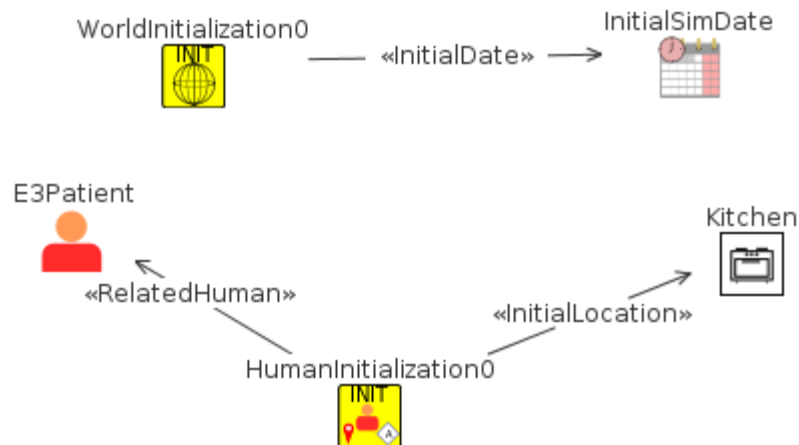 InitialSimDate
WorldInitialization0
INIT
«InitialDate»
E3Patient
Kitchen
«RelatedHuman»
«InitialLocation»
HumanInitialization0
INIT
A